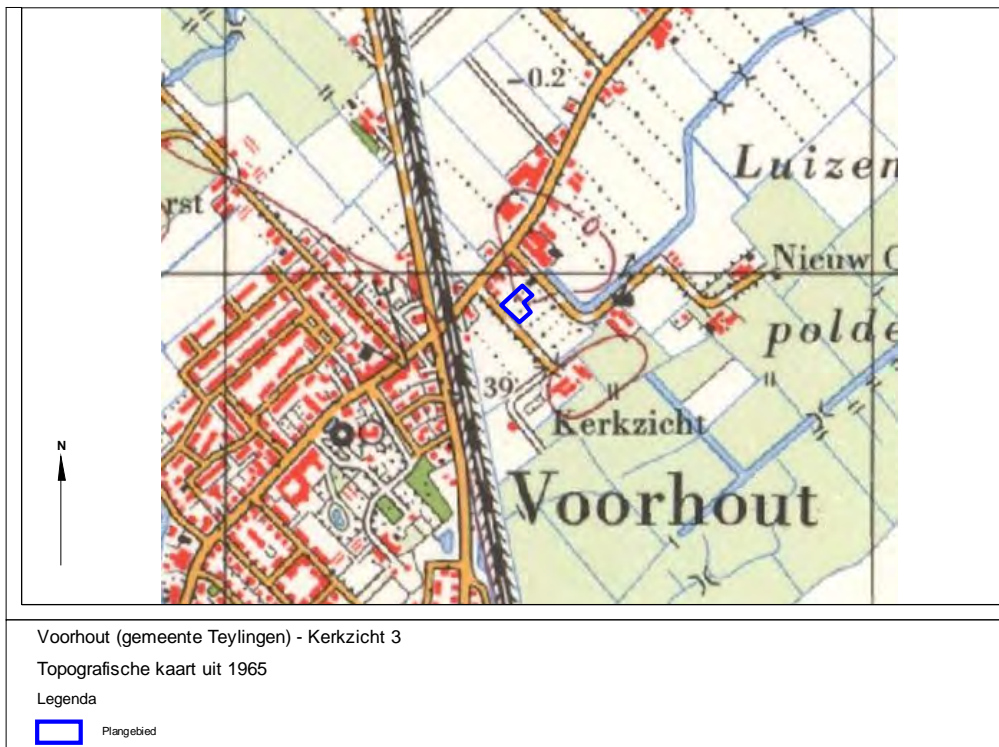 -0.2
Luizen
rst
0
Nieuw
polde
39
Kerkzicht
N
Voorhout
Voorhout (gemeente Teylingen) - Kerkzicht 3
Topografische kaart uit 1965
Legenda
Plangebied